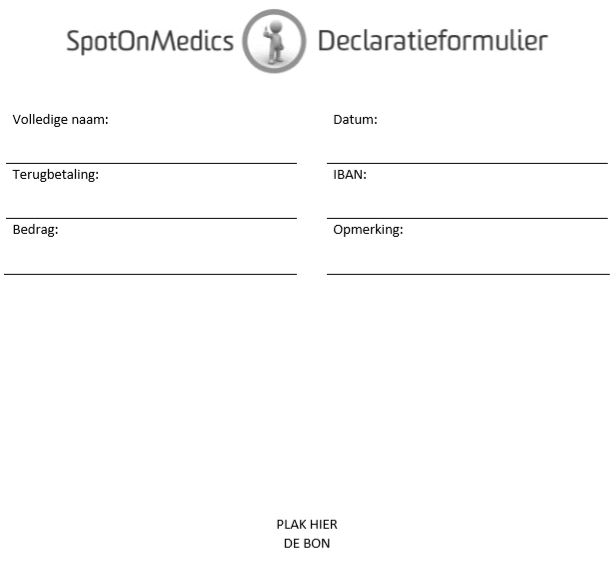 SpotOnMedics Declaratieformulier
Volledige naam: Datum:
Terugbetaling: IBAN:
Bedrag: Opmerking:
PLAK HIER
DE BON